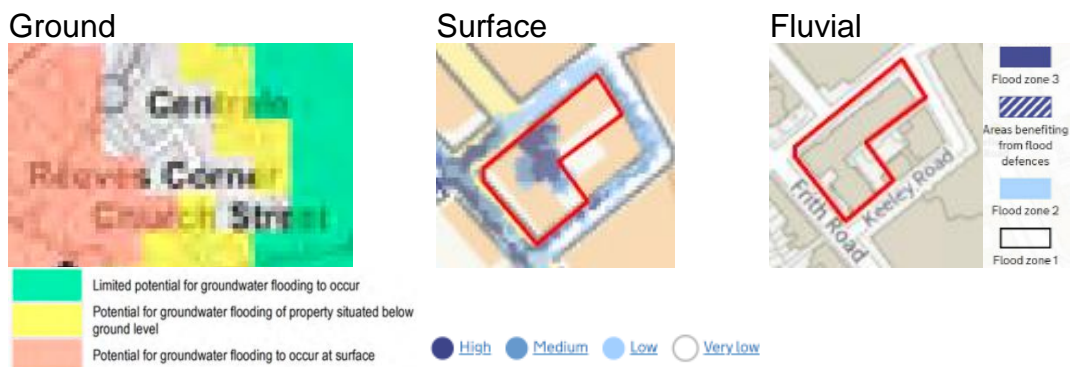 Ground
Surface
Fluvial
Centrale
Reeves Corner
Church Street
Limited potential for groundwater flooding to occur
Potential for groundwater flooding of property situated below
ground level
Potential for groundwater flooding to occur at surface
High
Medium
Low
Very low
Frith Road
Keeley Road
Flood zone 3
Areas benefiting
from flood
defences
Flood zone 2
Flood zone 1